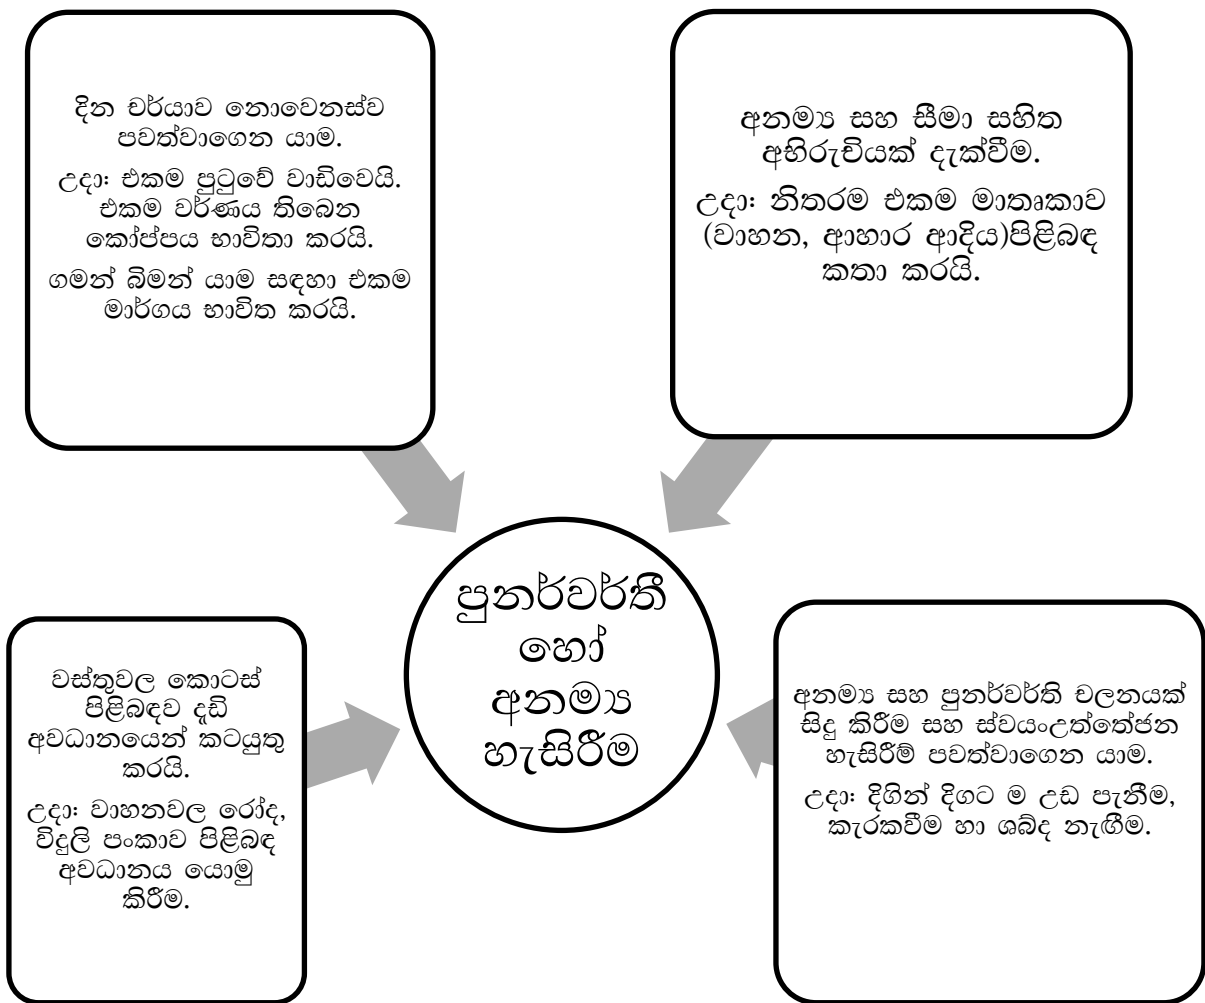 දින චර්යාව නොවෙනස්ව
පවත්වාගෙන යාම.
උදා: එකම පුටුවේ වාඩිවෙයි.
එකම වර්ණය තිබෙන
කෝප්පය භාවිතා කරයි.
ගමන් බිමන් යාම සඳහා එකම
මාර්ගය භාවිත කරයි.
අනම්‍ය සහ සීමා සහිත
අභිරුචියක් දැක්වීම.
උදා: නිතරම එකම මාතෘකාව
(වාහන, ආහාර ආදිය)පිළිබඳ
කතා කරයි.
පුනර්වර්තී
හෝ
අනම්‍ය
හැසිරීම
වස්තුවල කොටස්
පිළිබඳව දැඩි
අවධානයෙන් කටයුතු
කරයි.
උදා: වාහනවල රෝද,
විදුලි පංකාව පිළිබඳ
අවධානය යොමු
කිරීම.
අනම්‍ය සහ පුනර්වර්ති චලනයක්
සිදු කිරීම සහ ස්වයංඋත්තේජන
හැසිරීම් පවත්වාගෙන යාම.
උදා: දිගින් දිගට ම උඩ පැනීම,
කැරකවීම හා ශබ්ද නැඟීම.